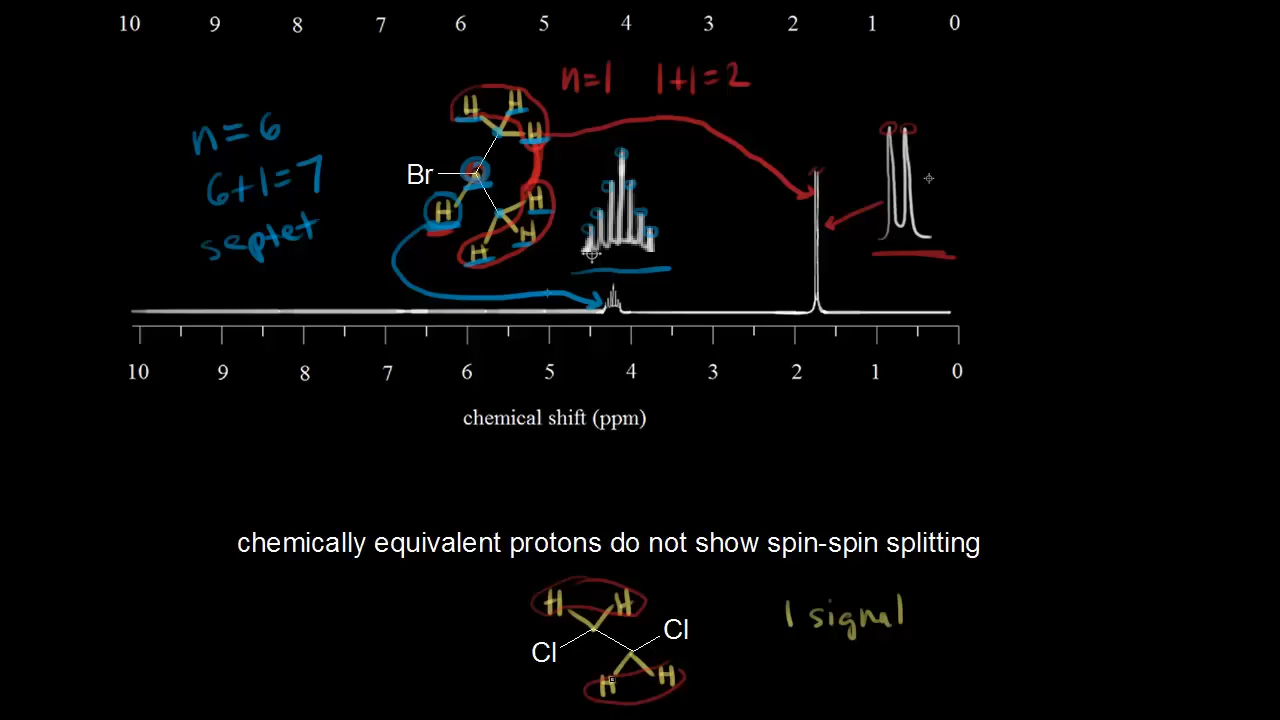 10 9 8 7 6 5 4 3 2 1 0
n=1 1+1=2
n=6
6+1=7
septet
H H
H
Br
H
H
H
H
10 9 8 7 6 5 4 3 2 1 0
chemical shift (ppm)
chemically equivalent protons do not show spin-spin splitting
H H
1 signal
Cl
Cl
H H